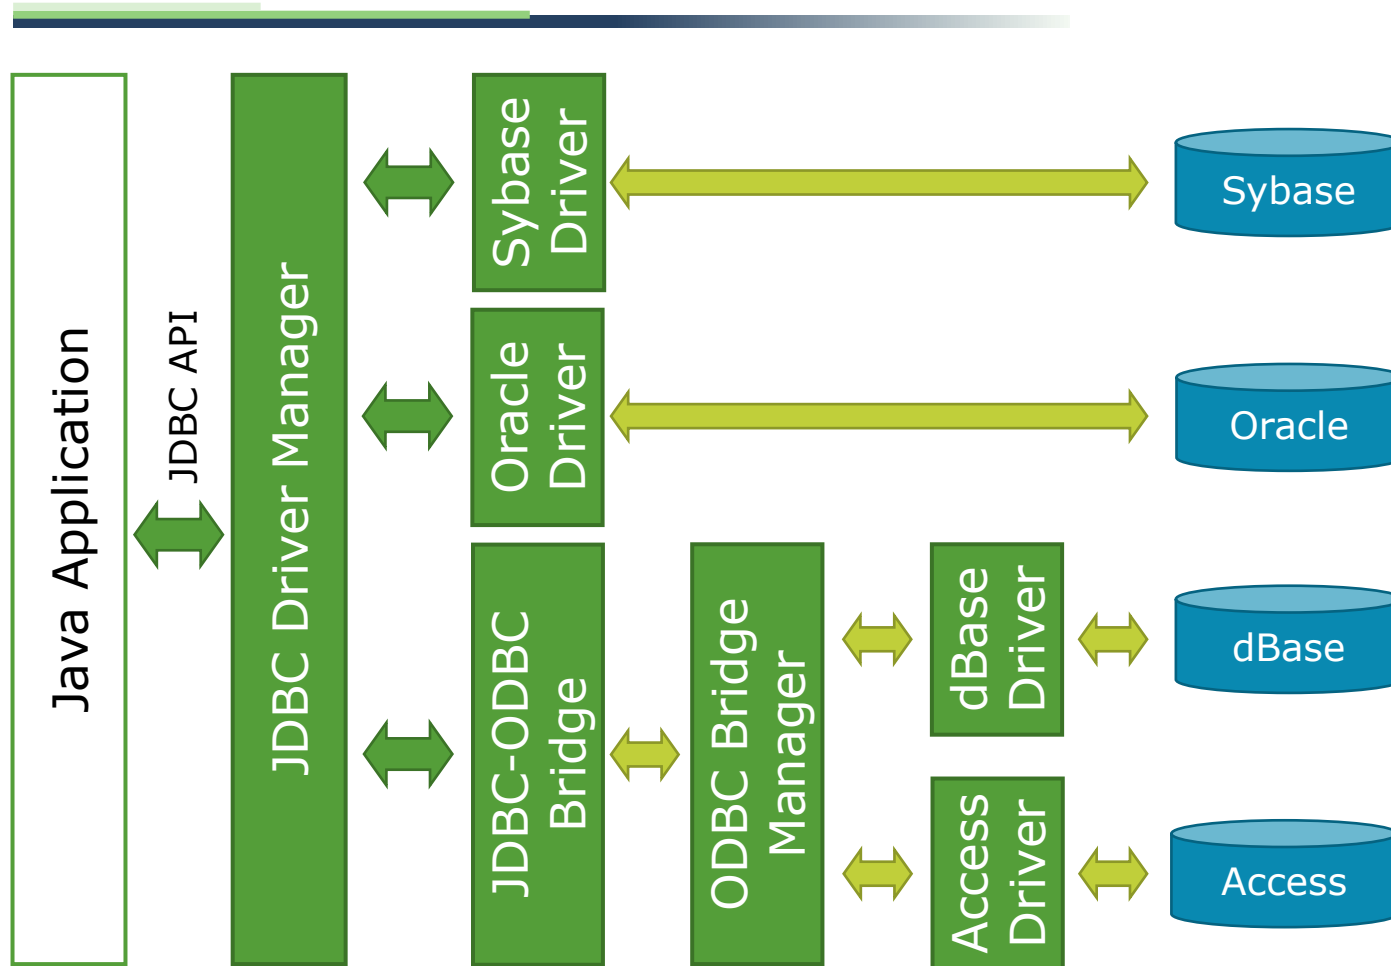 Java Application
JDBC API
JDBC Driver Manager
Sybase
Driver
Sybase
Oracle
Driver
Oracle
JDBC-ODBC
Bridge
ODBC Bridge
Manager
dBase
Driver
dBase
Access
Driver
Access